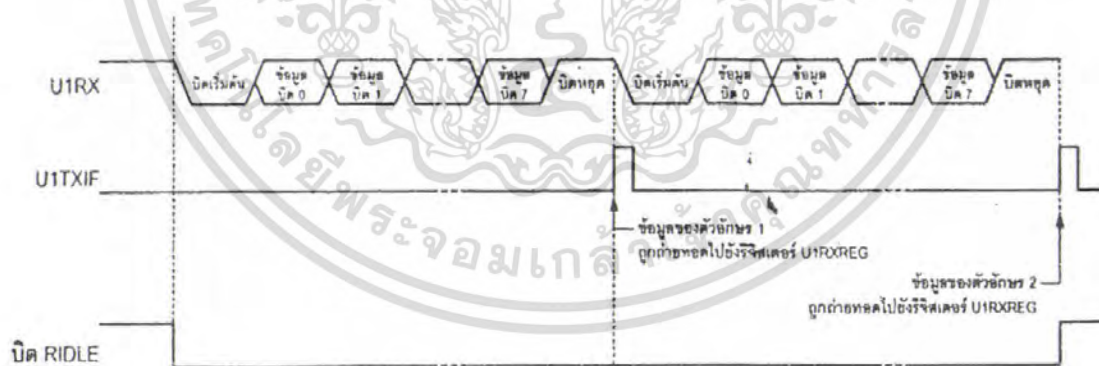 U1RX
บิตเริ่มต้น
ข้อมูล
บิต 0
ข้อมูล
บิต 1
ข้อมูล
บิต 7
บิตหยุด
บิตเริ่มต้น
ข้อมูล
บิต 0
ข้อมูล
บิต 1
ข้อมูล
บิต 7
บิตหยุด
U1TXIF
ข้อมูลของตัวอักษร 1
ถูกถ่ายทอดไปยังรีจิสเตอร์ U1RXREG
ข้อมูลของตัวอักษร 2
ถูกถ่ายทอดไปยังรีจิสเตอร์ U1RXREG
บิต RIDLE